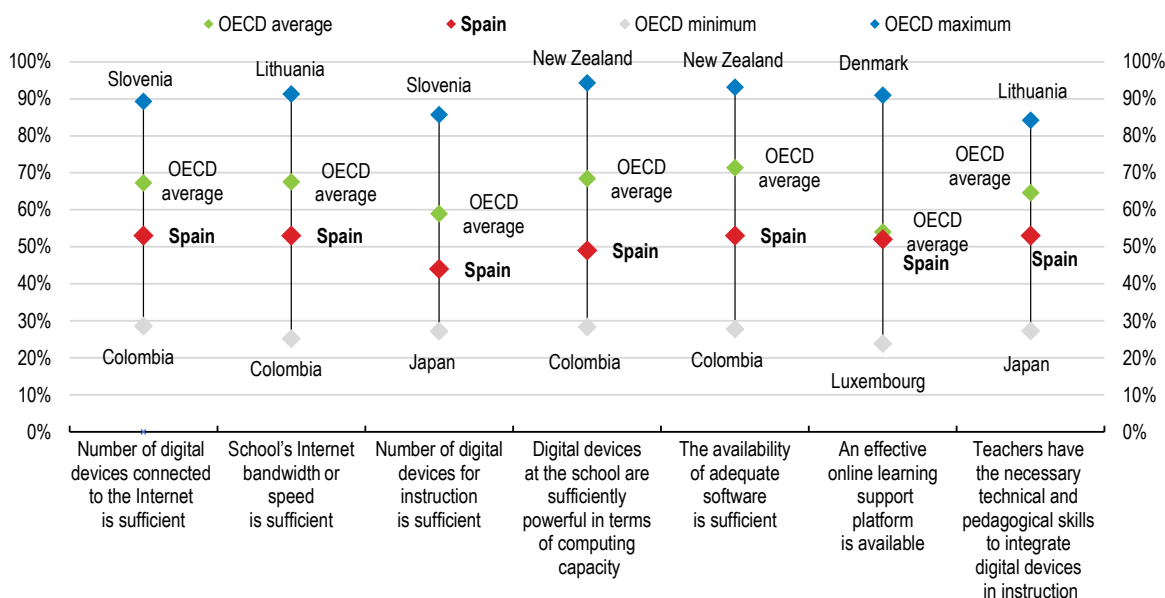 OECD average
Spain
OECD minimum
OECD maximum
100%
90%
80%
70%
60%
50%
40%
30%
20%
10%
0%
100%
90%
80%
70%
60%
50%
40%
30%
20%
10%
0%
Slovenia
OECD
average
Spain
Colombia
Lithuania
OECD
average
Spain
Colombia
Slovenia
OECD
average
Spain
Japan
New Zealand
OECD
average
Spain
Colombia
New Zealand
OECD
average
Spain
Colombia
Denmark
OECD
average
Spain
Luxembourg
Lithuania
OECD
average
Spain
Japan
Number of digital
devices connected
to the Internet
is sufficient
School's Internet
bandwidth or
speed
is sufficient
Number of digital
devices for
instruction
is sufficient
Digital devices
at the school are
sufficiently
powerful in terms
of computing
capacity
The availability
of adequate
software
is sufficient
An effective
online learning
support
platform
is available
Teachers have
the necessary
technical and
pedagogical skills
to integrate
digital devices
in instruction